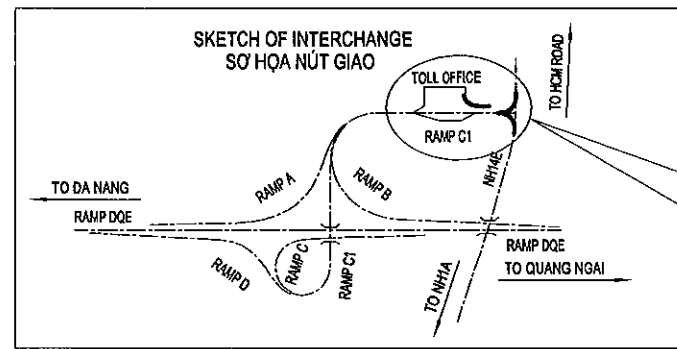 SKETCH OF INTERCHANGE
SƠ HỌA NÚT GIAO
TOLL OFFICE
TO HCM ROAD
RAMP C1
NH14E
RAMP A
RAMP B
TO DA NANG
RAMP DQE
RAMP DQE
TO QUANG NGAI
RAMP C
RAMP C1
RAMP D
TO NH1A